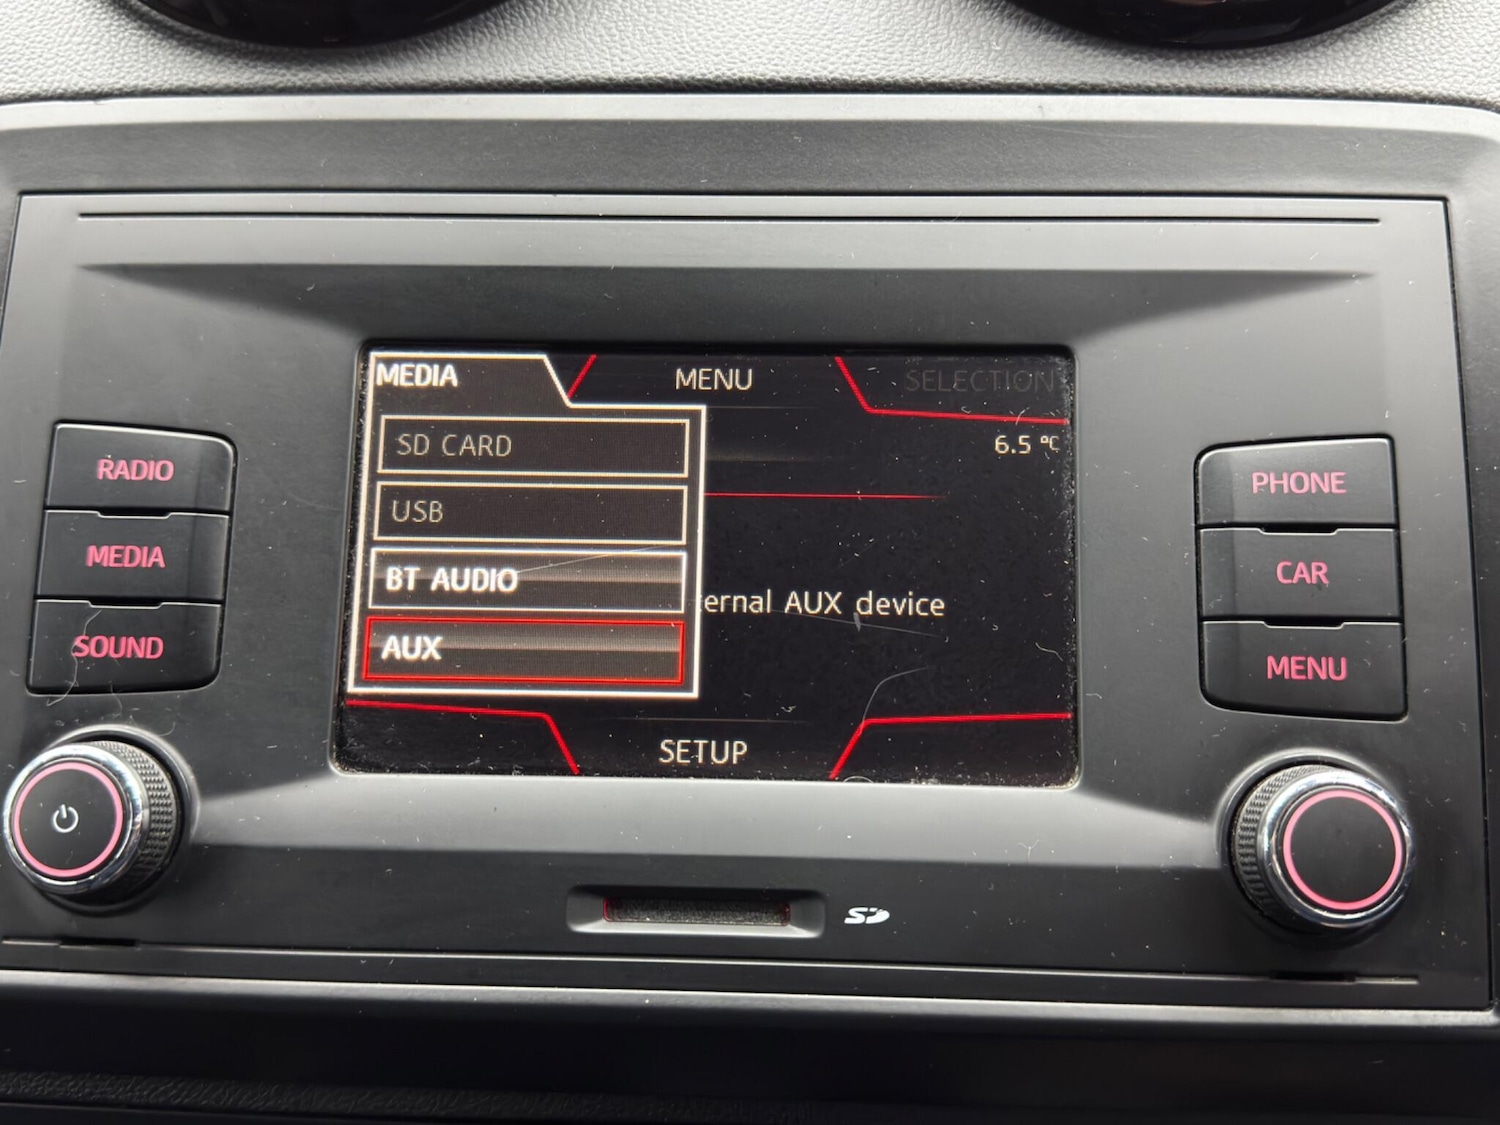 MEDIA
MENU
SELECTION
SD CARD
6.5 °C
USB
BT AUDIO
AUX device
AUX
SETUP
RADIO
MEDIA
SOUND
PHONE
CAR
MENU
SD